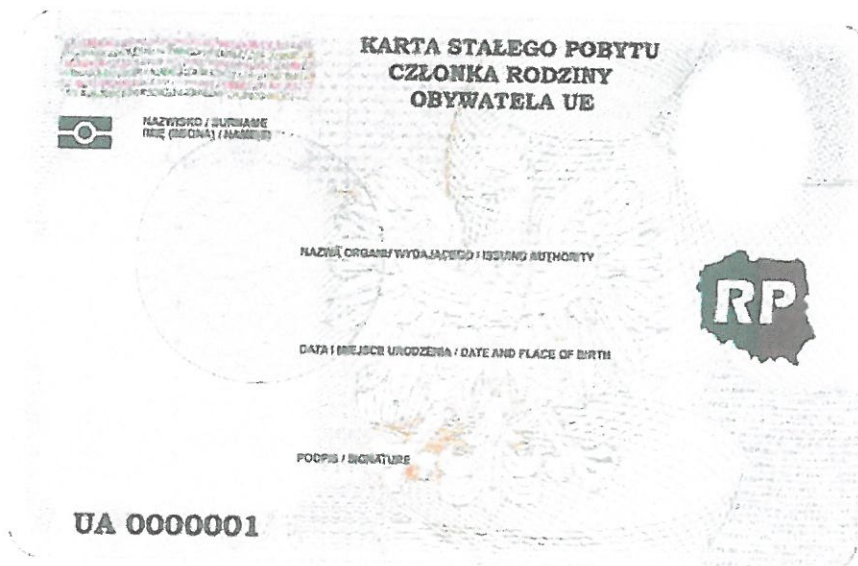 KARTA STAŁEGO POBYTU
CZŁONKA RODZINY
OBYWATELA UE
NAZWISKO / SURNAME
IMIĘ (IMIONA) / NAME(S)
NAZWA ORGANU WYDAJĄCEGO / ISSUING AUTHORITY
RP
DATA I MIEJSCE URODZENIA / DATE AND PLACE OF BIRTH
PODPIS / SIGNATURE
UA 0000001